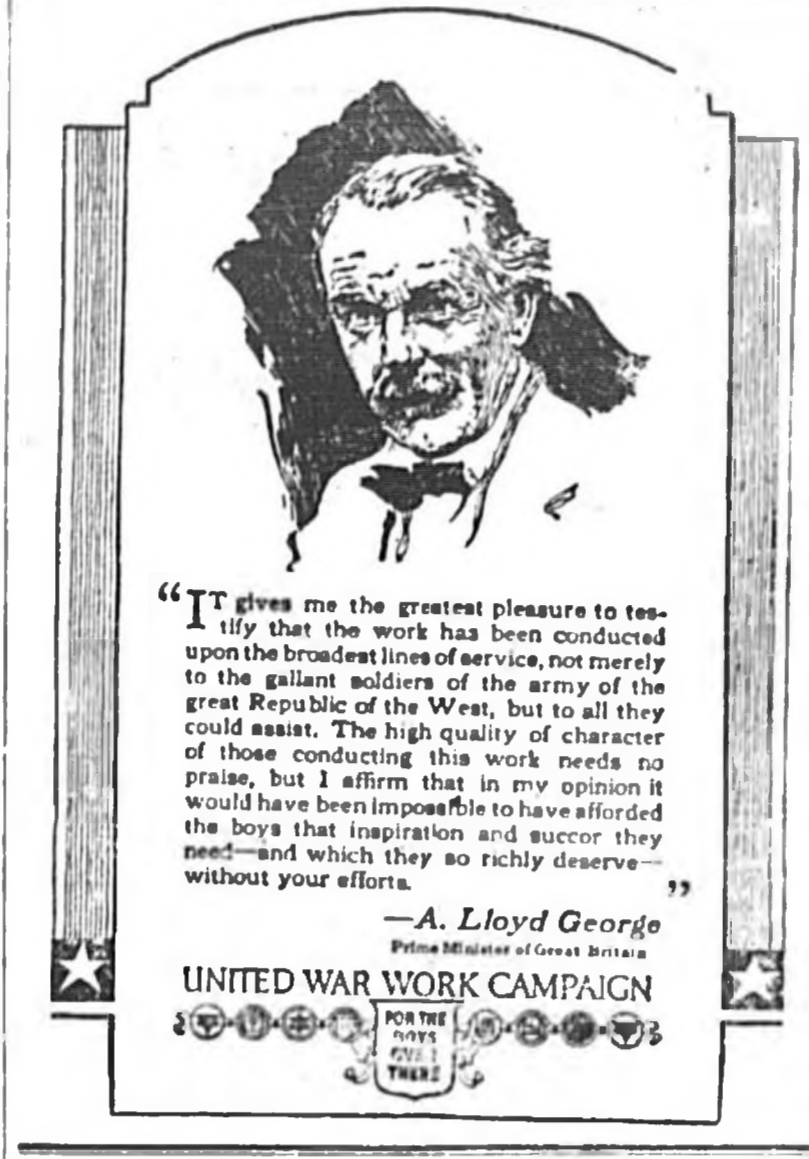 “IT gives me the greatest pleasure to tes-
tify that the work has been conducted
upon the broadest lines of service, not merely
to the gallant soldiers of the army of the
great Republic of the West, but to all they
could assist. The high quality of character
of those conducting this work needs no
praise, but I affirm that in my opinion it
would have been impossible to have afforded
the boys that inspiration and succor they
need—and which they so richly deserve—
without your efforts. ”
—A. Lloyd George
Prime Minister of Great Britain
UNITED WAR WORK CAMPAIGN
FOR THE
BOYS
OVER
THERE